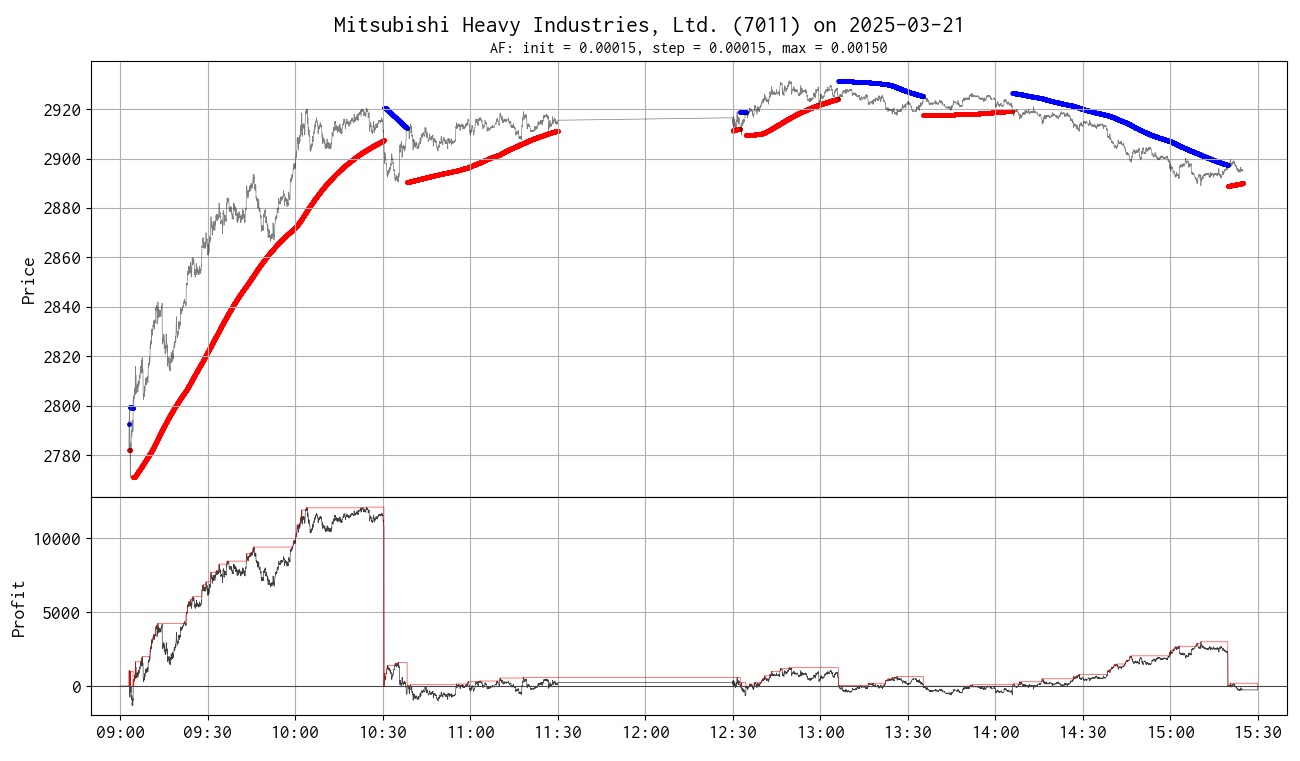 Mitsubishi Heavy Industries, Ltd. (7011) on 2025-03-21
AF: init = 0.00015, step = 0.00015, max = 0.00150
Price
2920
2900
2880
2860
2840
2820
2800
2780
Profit
10000
5000
0
09:00 09:30 10:00 10:30 11:00 11:30 12:00 12:30 13:00 13:30 14:00 14:30 15:00 15:30